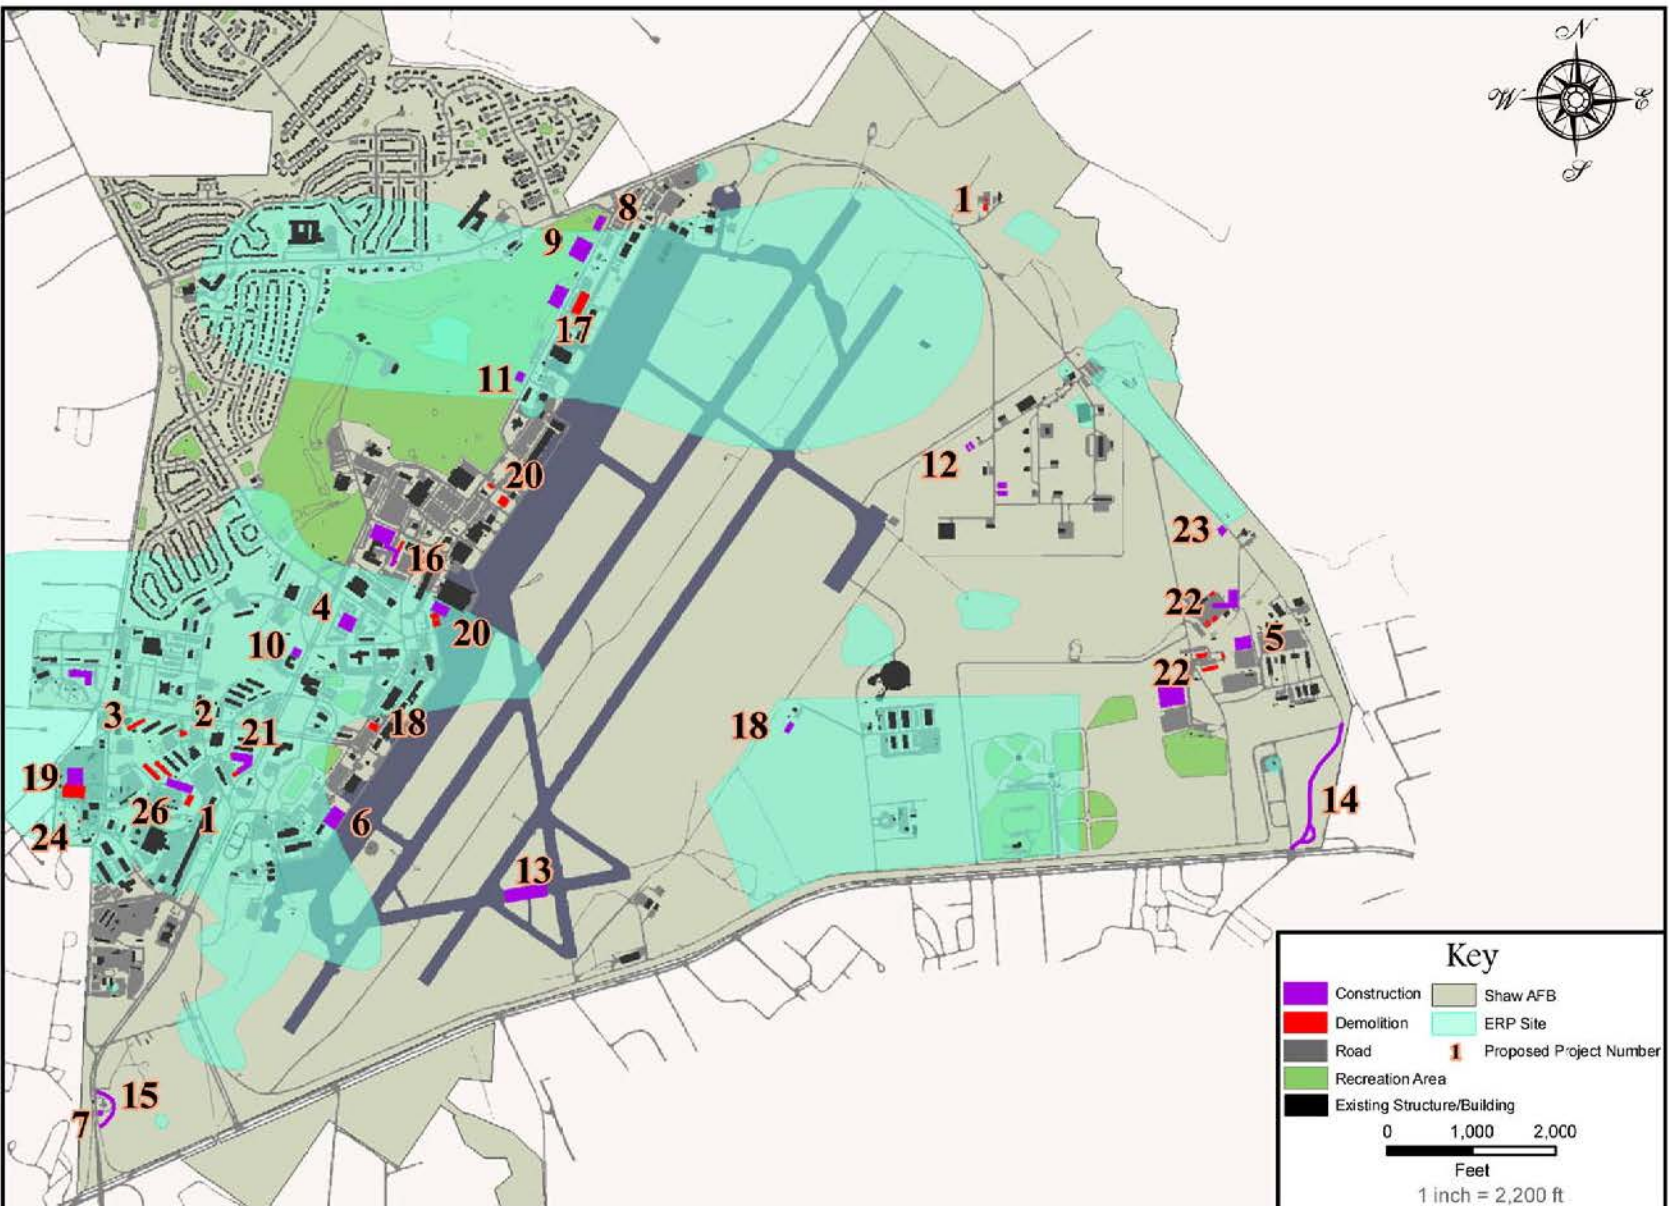 N
W E
S
1
8
9
17
11
20
12
16
23
4
20
22
10
5
22
3
2
21
18
18
19
14
26
1
6
24
13
15
7
Key
Construction
Shaw AFB
Demolition
ERP Site
Road
1 Proposed Project Number
Recreation Area
Existing Structure/Building
0 1,000 2,000
Feet
1 inch = 2,200 ft